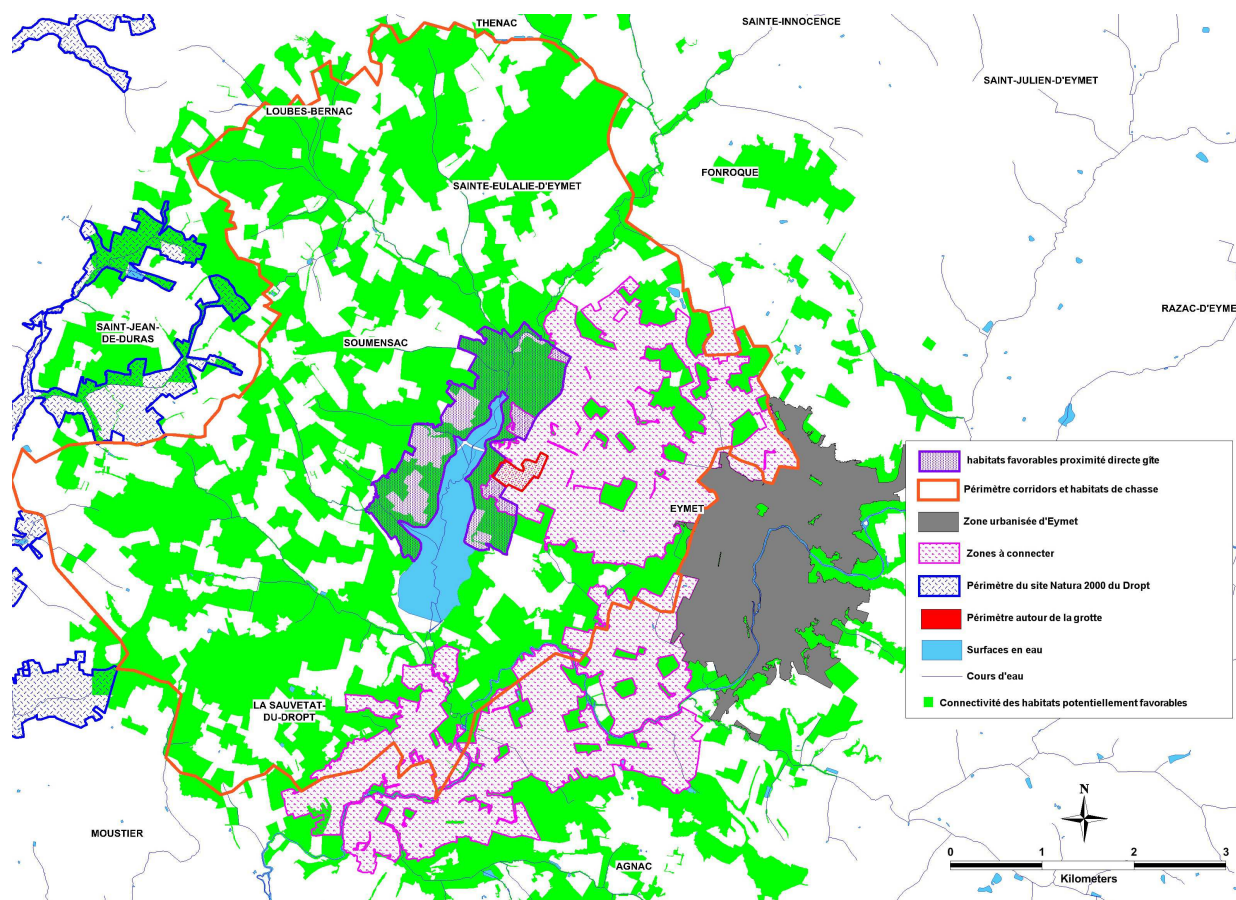 THENAC
SAINTE-INNOCENCE
SAINT-JULIEN-D'EYMET
LOUBES-BERNAC
FONROQUE
SAINTE-EULALIE-D'EYMET
RAZAC-D'EYME
SAINT-JEAN-
DE-DURAS
SOUMENSAC
EYMET
habitats favorables proximité directe gîte
Périmètre corridors et habitats de chasse
Zone urbanisée d'Eymet
Zones à connecter
Périmètre du site Natura 2000 du Dropt
Périmètre autour de la grotte
Surfaces en eau
Cours d'eau
Connectivité des habitats potentiellement favorables
LA SAUVETAT-
DU-DROPT
MOUSTIER
AGNAC
N
0 1 2 3
Kilometers